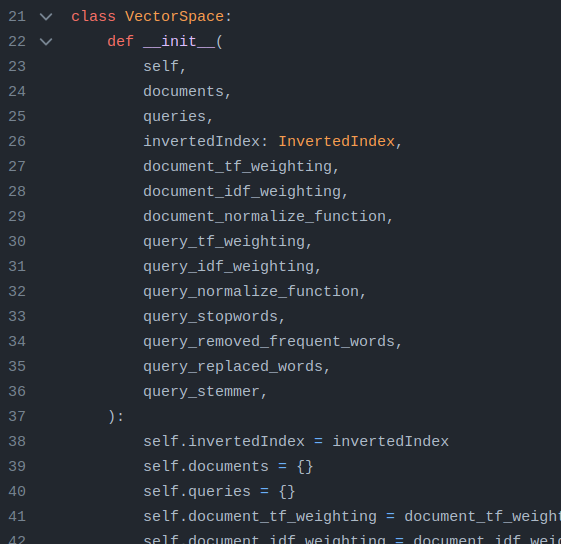 21 class VectorSpace:
22     def __init__(
23         self,
24         documents,
25         queries,
26         invertedIndex: InvertedIndex,
27         document_tf_weighting,
28         document_idf_weighting,
29         document_normalize_function,
30         query_tf_weighting,
31         query_idf_weighting,
32         query_normalize_function,
33         query_stopwords,
34         query_removed_frequent_words,
35         query_replaced_words,
36         query_stemmer,
37     ):
38         self.invertedIndex = invertedIndex
39         self.documents = {}
40         self.queries = {}
41         self.document_tf_weighting = document_tf_weight
42         self.document_idf_weighting = document_idf_weig